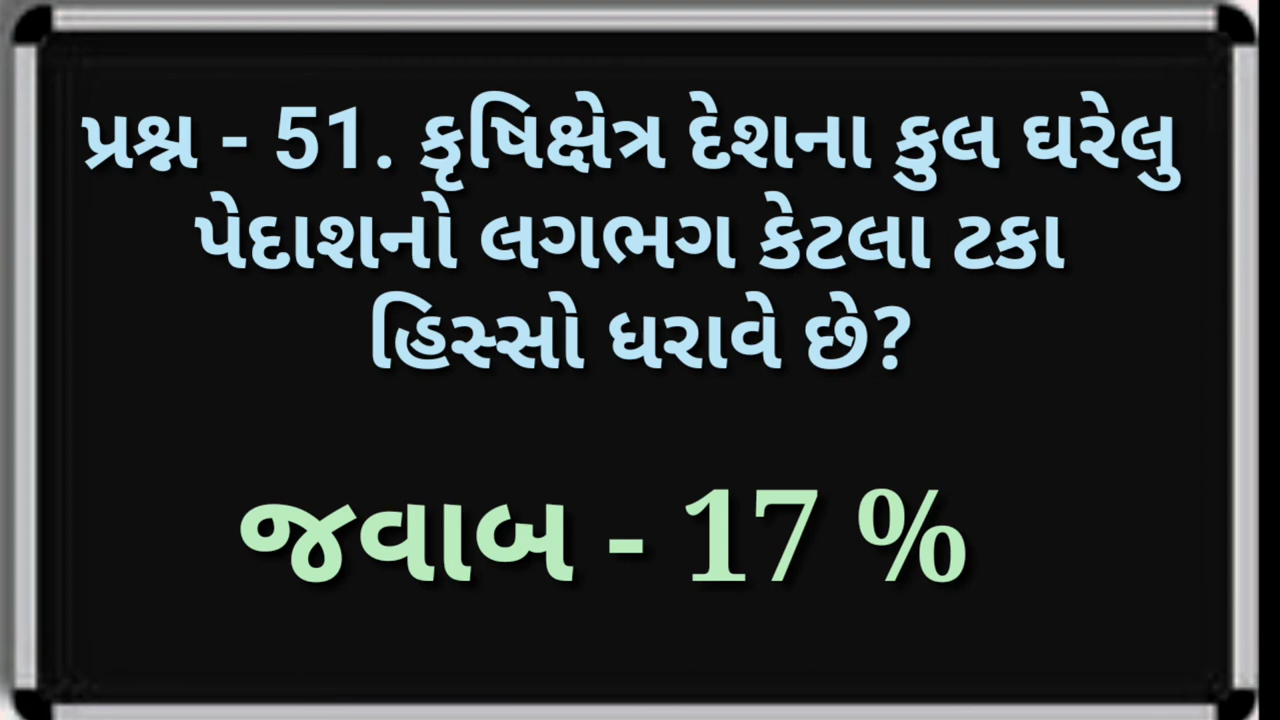 પ્રશ્ન - 51. કૃષિક્ષેત્ર દેશના કુલ ઘરેલુ
પેદાશનો લગભગ કેટલા ટકા
હિસ્સો ધરાવે છે?
જવાબ - 17 %